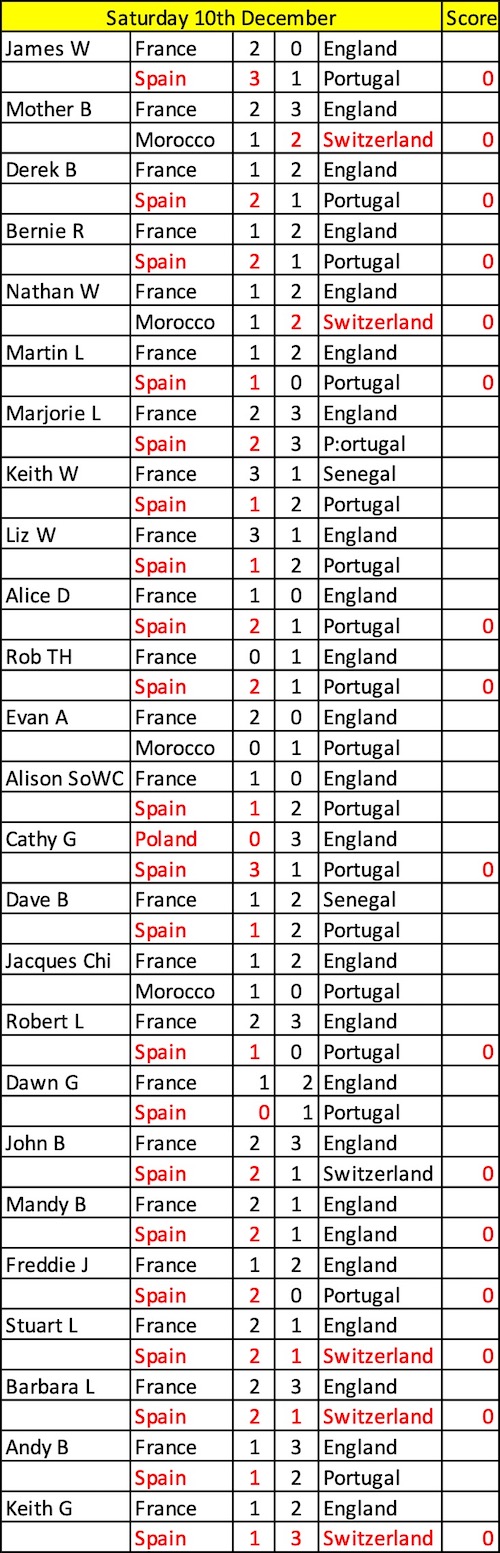 Saturday 10th December Score
James W France 2 0 England
Spain 3 1 Portugal 0
Mother B France 2 3 England
Morocco 1 2 Switzerland 0
Derek B France 1 2 England
Spain 2 1 Portugal 0
Bernie R France 1 2 England
Spain 2 1 Portugal 0
Nathan W France 1 2 England
Morocco 1 2 Switzerland 0
Martin L France 1 2 England
Spain 1 0 Portugal 0
Marjorie L France 2 3 England
Spain 2 3 P:ortugal
Keith W France 3 1 Senegal
Spain 1 2 Portugal
Liz W France 3 1 England
Spain 1 2 Portugal
Alice D France 1 0 England
Spain 2 1 Portugal 0
Rob TH France 0 1 England
Spain 2 1 Portugal 0
Evan A France 2 0 England
Morocco 0 1 Portugal
Alison SoWC France 1 0 England
Spain 1 2 Portugal
Cathy G Poland 0 3 England
Spain 3 1 Portugal 0
Dave B France 1 2 Senegal
Spain 1 2 Portugal
Jacques Chi France 1 2 England
Morocco 1 0 Portugal
Robert L France 2 3 England
Spain 1 0 Portugal 0
Dawn G France 1 2 England
Spain 0 1 Portugal
John B France 2 3 England
Spain 2 1 Switzerland 0
Mandy B France 2 1 England
Spain 2 1 England 0
Freddie J France 1 2 England
Spain 2 0 Portugal 0
Stuart L France 2 1 England
Spain 2 1 Switzerland 0
Barbara L France 2 3 England
Spain 2 1 Switzerland 0
Andy B France 1 3 England
Spain 1 2 Portugal
Keith G France 1 2 England
Spain 1 3 Switzerland 0